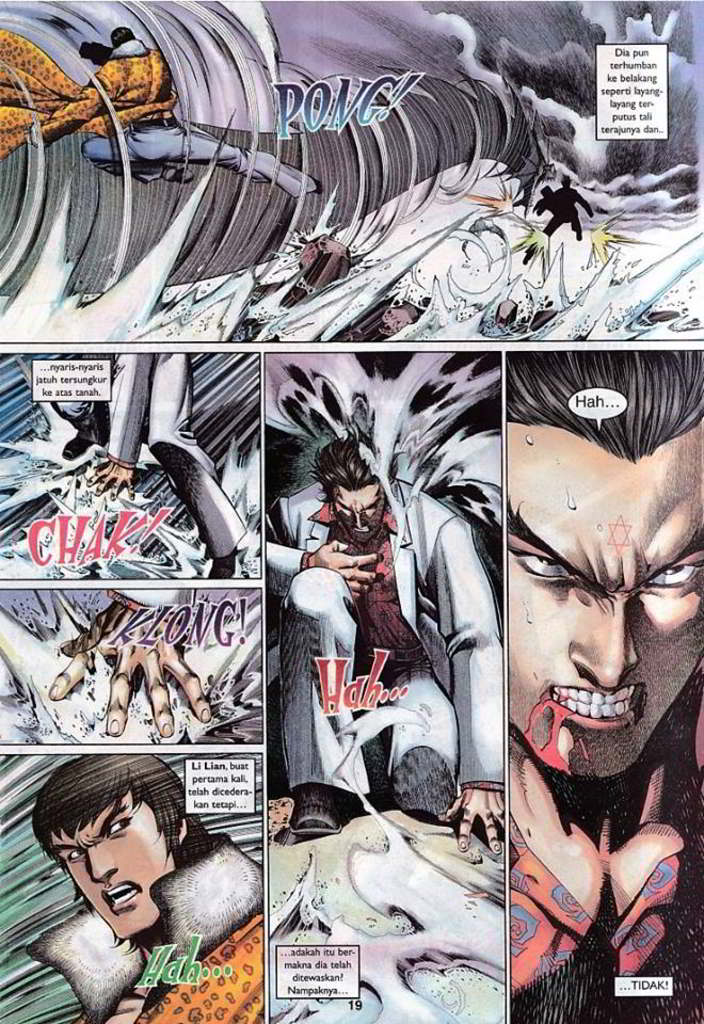 PONG!
Dia pun
terhumban
ke belakang
seperti layang-
layang ter-
putus tali
terajunya dan..
...nyaris-nyaris
jatuh tersungkur
ke atas tanah.
CHAK!
KLONG!
Li Lian, buat
pertama kali,
telah dicedera-
kan tetapi...
Hah...
Hah...
...adakah itu ber-
makna dia telah
ditewaskan?
Nampaknya...
19
Hah...
...TIDAK!